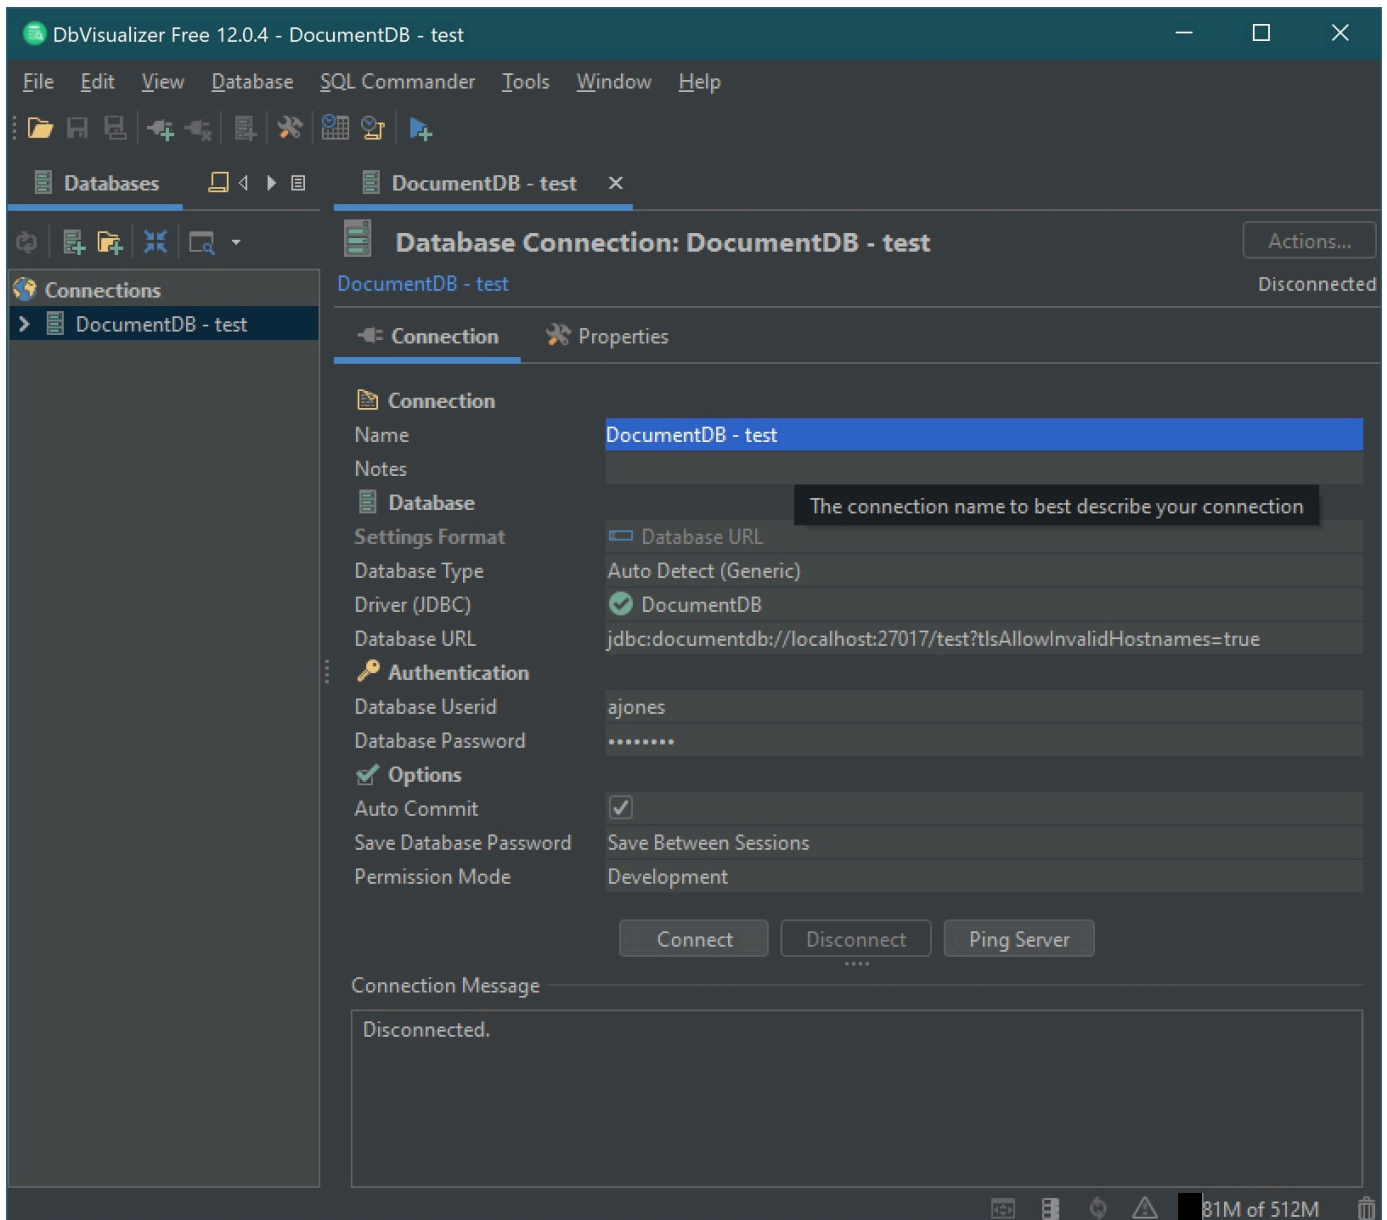 DbVisualizer Free 12.0.4 - DocumentDB - test
File Edit View Database SQL Commander Tools Window Help
Databases
DocumentDB - test
Database Connection: DocumentDB - test
Actions...
DocumentDB - test
Disconnected
Connections
DocumentDB - test
Connection Properties
Connection
Name DocumentDB - test
Notes
Database
The connection name to best describe your connection
Settings Format Database URL
Database Type Auto Detect (Generic)
Driver (JDBC) DocumentDB
Database URL jdbc:documentdb://localhost:27017/test?tlsAllowInvalidHostnames=true
Authentication
Database Userid ajones
Database Password ••••••••
Options
Auto Commit
Save Database Password Save Between Sessions
Permission Mode Development
Connect Disconnect Ping Server
Connection Message
Disconnected.
81M of 512M